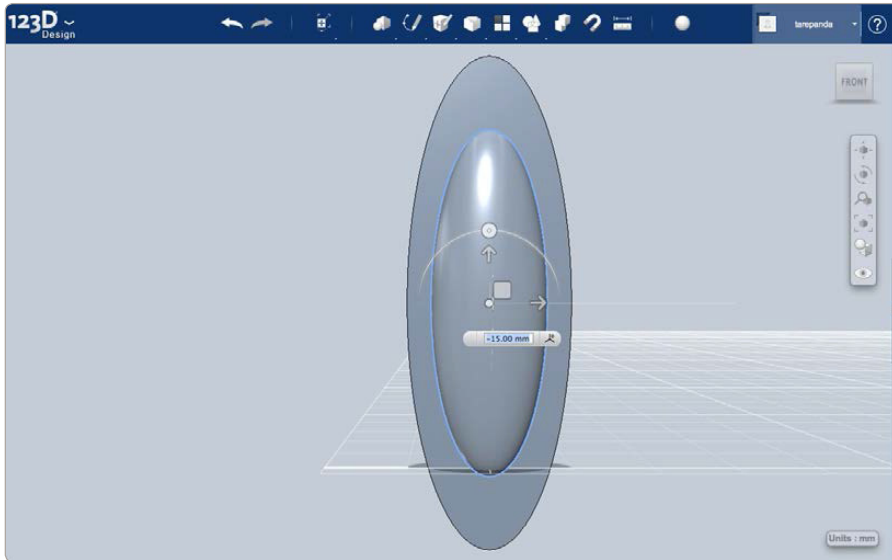 123D
Design
tarepanda
?
FRONT
-15.00 mm
Units : mm